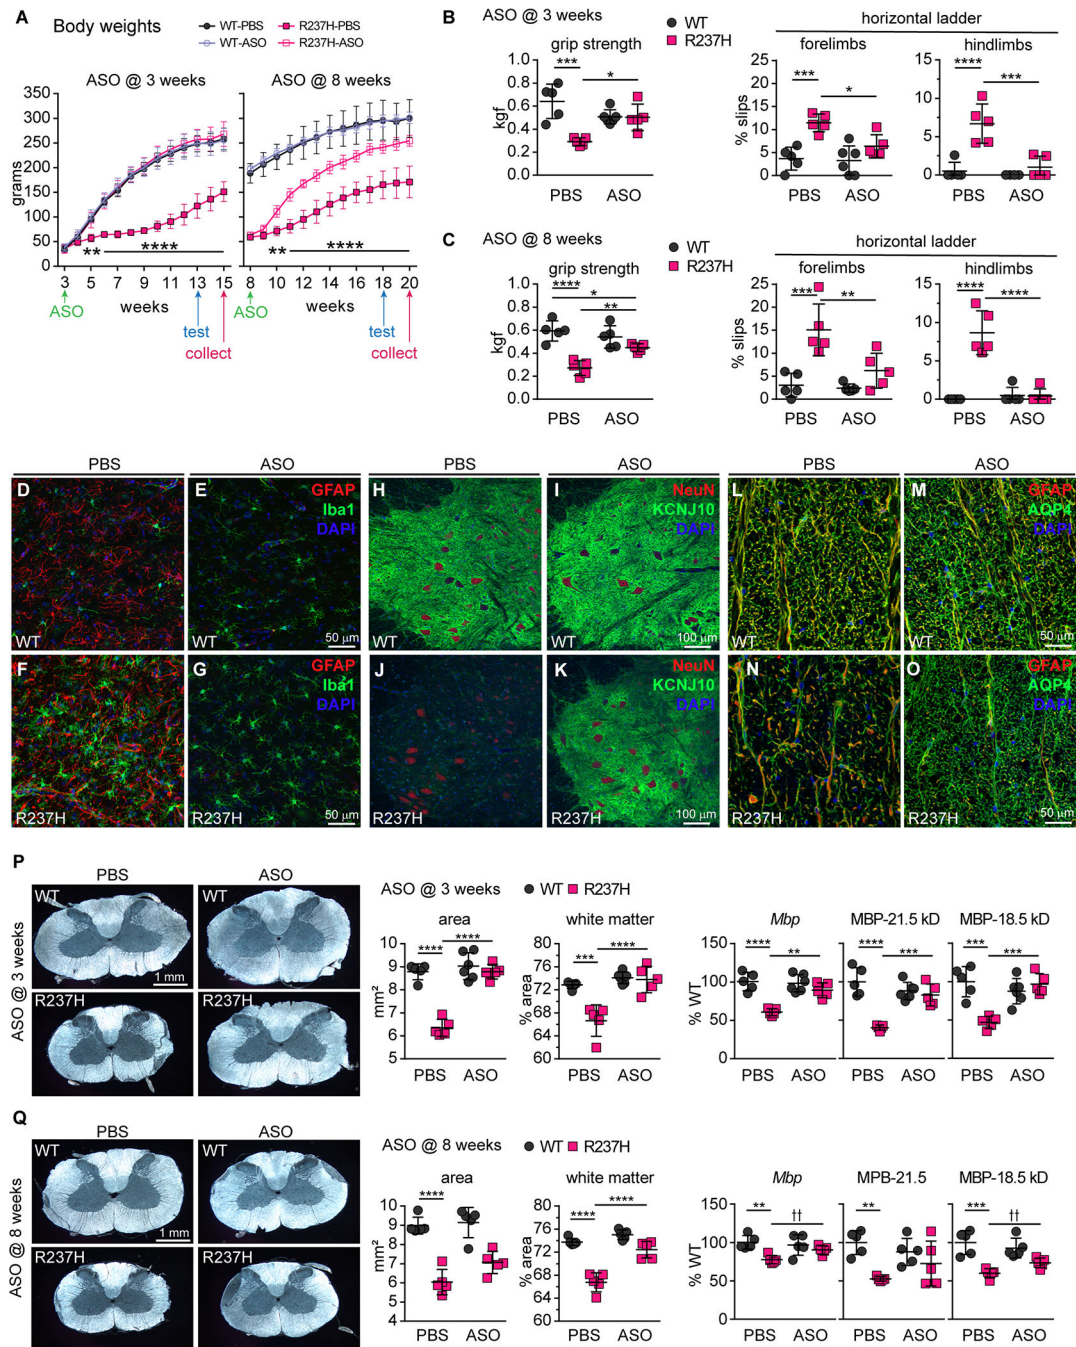 A
Body weights
WT-PBS
R237H-PBS
WT-ASO
R237H-ASO
ASO @ 3 weeks
ASO @ 8 weeks
grams
350
300
250
200
150
100
50
0
** ****
** ****
3 5 7 9 11 13 15
8 10 12 14 16 18 20
weeks
weeks
ASO
test
collect
ASO
test
collect
B
ASO @ 3 weeks
WT
R237H
horizontal ladder
grip strength
forelimbs
hindlimbs
*** *
*** *
**** ***
kgf
1.0
0.8
0.6
0.4
0.2
0.0
% slips
25
20
15
10
5
0
15
10
5
0
PBS ASO
PBS ASO
PBS ASO
C
ASO @ 8 weeks
WT
R237H
horizontal ladder
grip strength
forelimbs
hindlimbs
**** * **
*** **
**** ****
kgf
1.0
0.8
0.6
0.4
0.2
0.0
% slips
25
20
15
10
5
0
15
10
5
0
PBS ASO
PBS ASO
PBS ASO
PBS ASO PBS ASO PBS ASO
D
WT
GFAP
Iba1
DAPI
E
WT
50 µm
H
WT
NeuN
KCNJ10
DAPI
I
WT
100 µm
L
WT
GFAP
AQP4
DAPI
M
WT
50 µm
F
R237H
GFAP
Iba1
DAPI
G
R237H
50 µm
J
R237H
NeuN
KCNJ10
DAPI
K
R237H
100 µm
N
R237H
GFAP
AQP4
DAPI
O
R237H
50 µm
P
PBS
ASO
ASO @ 3 weeks
WT
1 mm
WT
R237H
R237H
ASO @ 3 weeks
WT
R237H
area
white matter
Mbp
MBP-21.5 kD
MBP-18.5 kD
**** ****
*** ****
**** **
**** ***
*** ***
mm²
10
9
8
7
6
5
% area
80
76
72
68
64
60
% WT
150
100
50
0
PBS ASO
PBS ASO
PBS ASO
PBS ASO
PBS ASO
Q
PBS
ASO
ASO @ 8 weeks
WT
1 mm
WT
R237H
R237H
ASO @ 8 weeks
WT
R237H
area
white matter
Mbp
MPB-21.5
MBP-18.5 kD
****
**** ****
** ††
**
*** ††
mm²
10
9
8
7
6
5
4
% area
80
76
72
68
64
60
% WT
150
100
50
0
PBS ASO
PBS ASO
PBS ASO
PBS ASO
PBS ASO